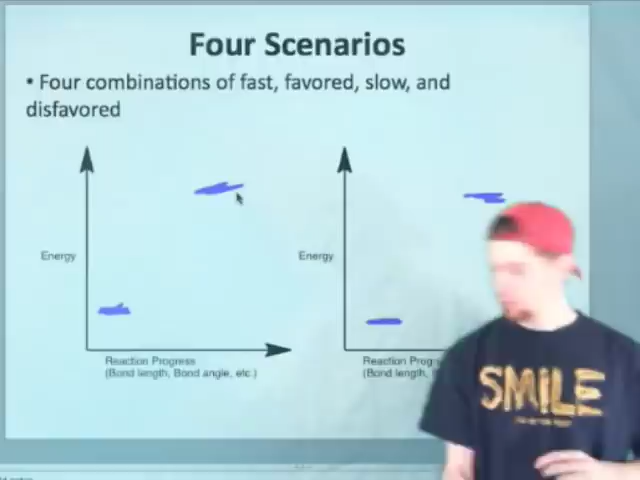 Four Scenarios
• Four combinations of fast, favored, slow, and
disfavored
Energy
Reaction Progress
(Bond length, Bond angle, etc.)
Energy
Reaction Progre
(Bond length,
SMILE